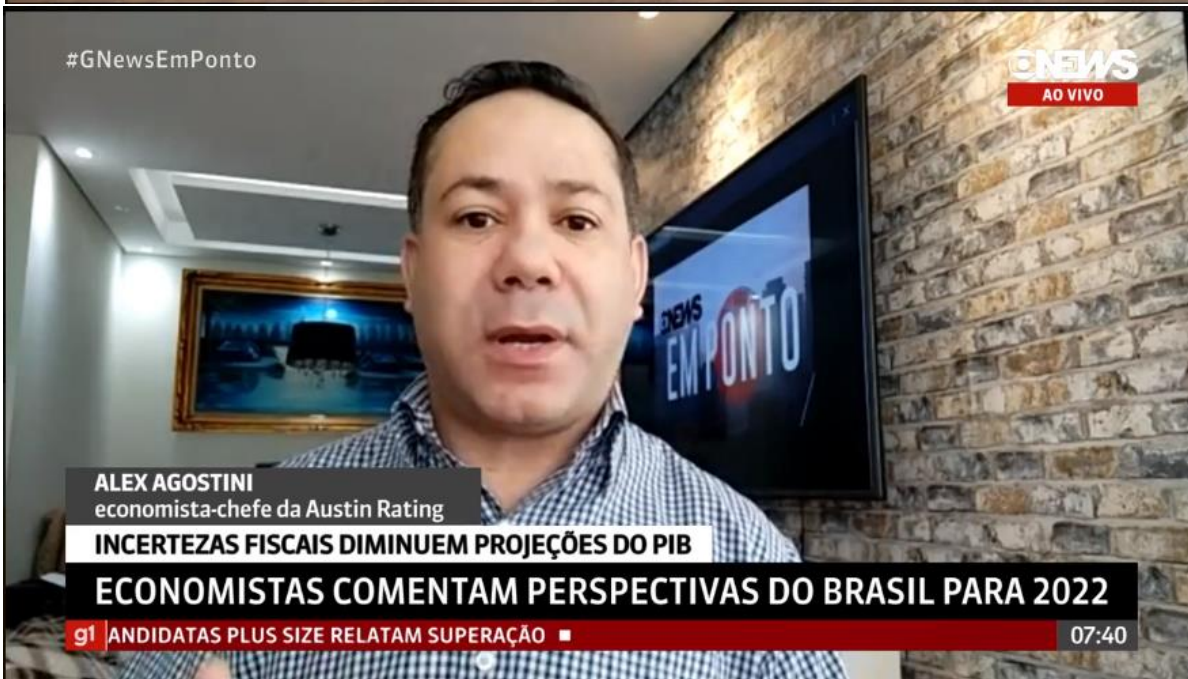 #GNewsEmPonto
GNEWS
AO VIVO
GNEWS
EM PONTO
ALEX AGOSTINI
economista-chefe da Austin Rating
INCERTEZAS FISCAIS DIMINUEM PROJEÇÕES DO PIB
ECONOMISTAS COMENTAM PERSPECTIVAS DO BRASIL PARA 2022
g1 ANDIDATAS PLUS SIZE RELATAM SUPERAÇÃO ■ 07:40